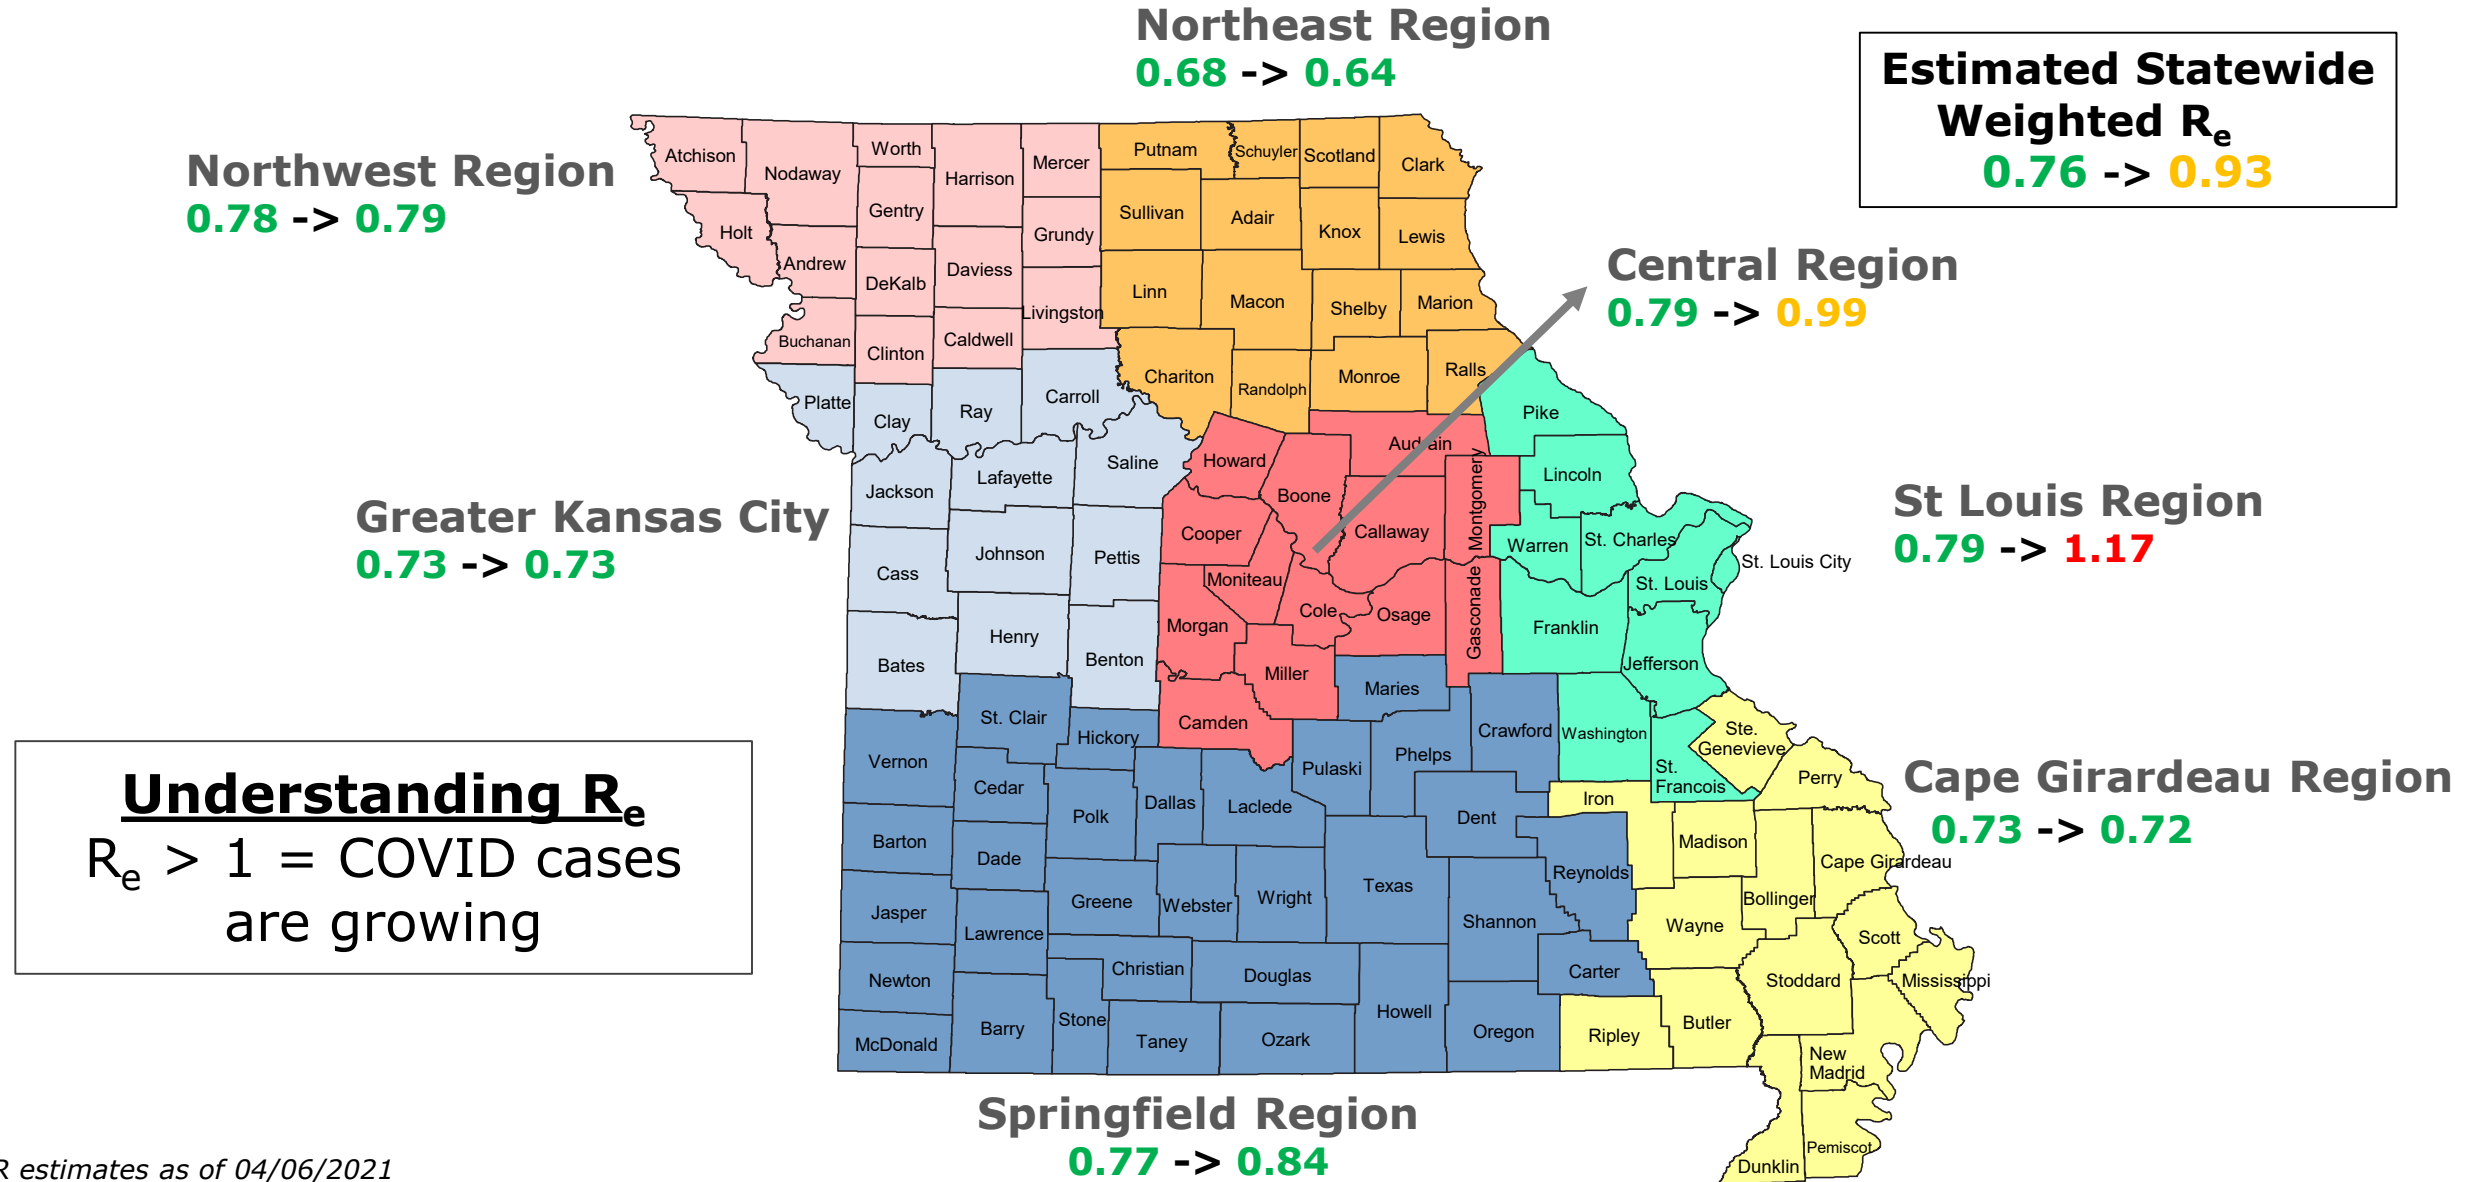 Northeast Region
0.68 -> 0.64
Estimated Statewide
Weighted Re
0.76 -> 0.93
Northwest Region
0.78 -> 0.79
Central Region
0.79 -> 0.99
Greater Kansas City
0.73 -> 0.73
St Louis Region
0.79 -> 1.17
Cape Girardeau Region
0.73 -> 0.72
Springfield Region
0.77 -> 0.84
Understanding Re
Re > 1 = COVID cases
are growing
R estimates as of 04/06/2021
Atchison
Nodaway
Worth
Harrison
Mercer
Gentry
Holt
Andrew
DeKalb
Daviess
Grundy
Livingston
Buchanan
Clinton
Caldwell
Putnam
Schuyler
Scotland
Clark
Sullivan
Adair
Knox
Lewis
Linn
Macon
Shelby
Marion
Chariton
Randolph
Monroe
Ralls
Platte
Clay
Ray
Carroll
Jackson
Lafayette
Saline
Cass
Johnson
Pettis
Bates
Henry
Benton
Howard
Boone
Audrain
Cooper
Callaway
Montgomery
Moniteau
Cole
Osage
Gasconade
Morgan
Miller
Camden
Pike
Lincoln
Warren
St. Charles
St. Louis City
St. Louis
Franklin
Jefferson
Washington
St.
Francois
Maries
St. Clair
Hickory
Crawford
Vernon
Cedar
Polk
Dallas
Laclede
Pulaski
Phelps
Dent
Barton
Dade
Greene
Webster
Wright
Texas
Reynolds
Jasper
Lawrence
Shannon
Newton
Christian
Douglas
Carter
McDonald
Barry
Stone
Taney
Ozark
Howell
Oregon
Ste.
Genevieve
Perry
Iron
Madison
Cape Girardeau
Bollinger
Wayne
Scott
Stoddard
Mississippi
Ripley
Butler
New
Madrid
Pemiscot
Dunklin